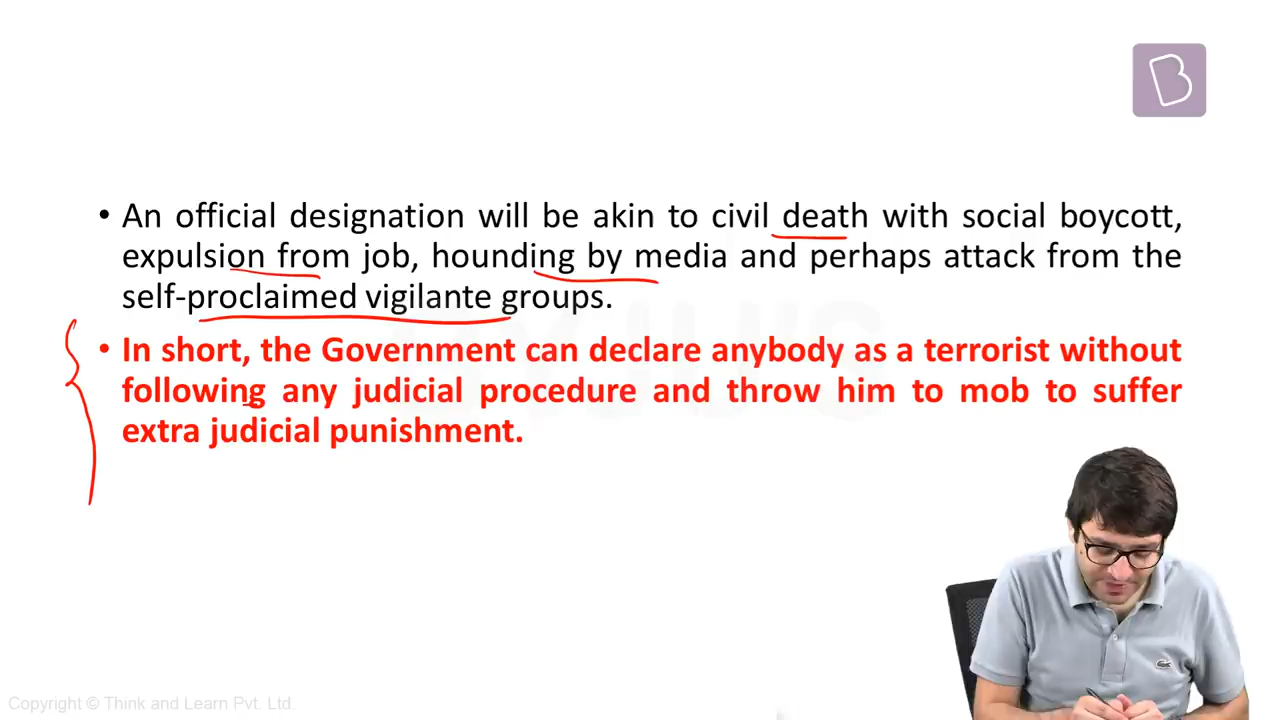 • An official designation will be akin to civil death with social boycott,
expulsion from job, hounding by media and perhaps attack from the
self-proclaimed vigilante groups.
• In short, the Government can declare anybody as a terrorist without
following any judicial procedure and throw him to mob to suffer
extra judicial punishment.
Copyright © Think and Learn Pvt. Ltd.